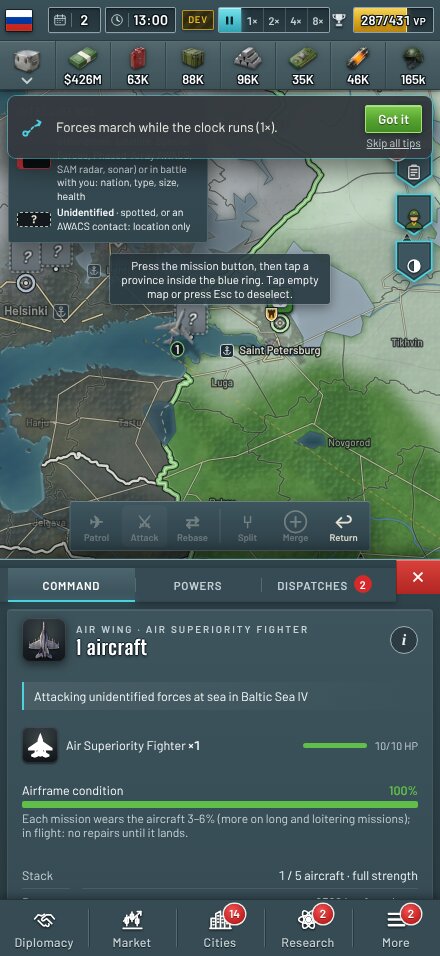 2
13:00
DEV
1×
2×
4×
8×
287/431 VP
$426M
63K
88K
96K
35K
46K
165k
Forces march while the clock runs (1×).
Got it
Skip all tips
SAM radar, sonar) or in battle
with you: nation, type, size,
health
? Unidentified · spotted, or an
AWACS contact: location only
? ?
Press the mission button, then tap a
province inside the blue ring. Tap empty
map or press Esc to deselect.
Helsinki
?
W
1
Saint Petersburg
Tikhvin
Luga
Harju
Tartu
Novgorod
Jelgava
Patrol
Attack
Rebase
Split
Merge
Return
COMMAND
POWERS
DISPATCHES 2
AIR WING · AIR SUPERIORITY FIGHTER
1 aircraft
i
Attacking unidentified forces at sea in Baltic Sea IV
Air Superiority Fighter ×1
10/10 HP
Airframe condition
100%
Each mission wears the aircraft 3–6% (more on long and loitering missions);
in flight: no repairs until it lands.
Stack
1 / 5 aircraft · full strength
14
2
2
Diplomacy
Market
Cities
Research
More